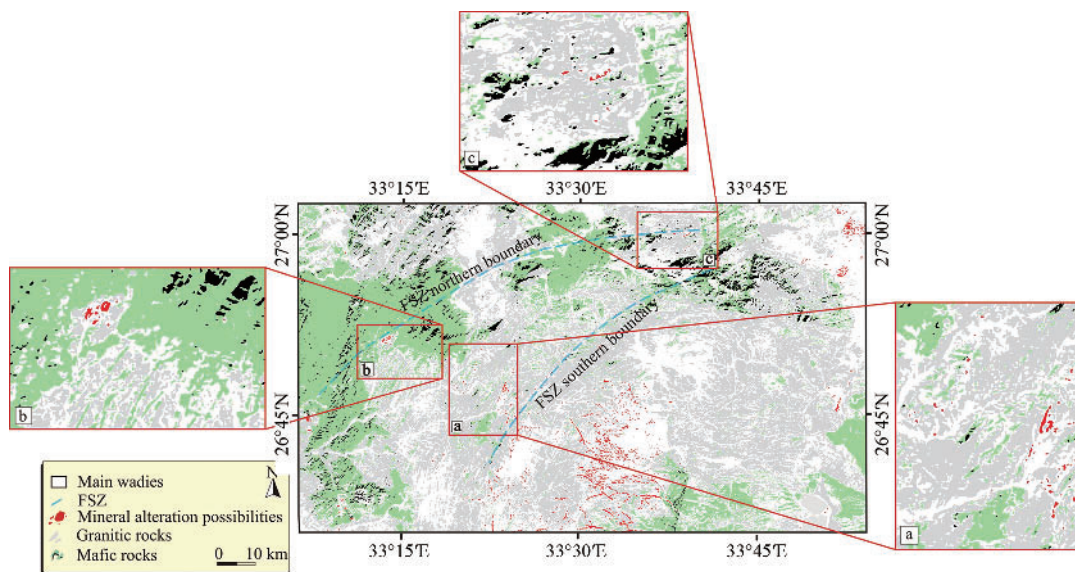 c
33°15′E 33°30′E 33°45′E
27°00′N
27°00′N
FSZ northern boundary
c
FSZ southern boundary
b
a
26°45′N
26°45′N
b
a
N
Main wadies
FSZ
Mineral alteration possibilities
Granitic rocks
Mafic rocks
0 10 km
33°15′E 33°30′E 33°45′E